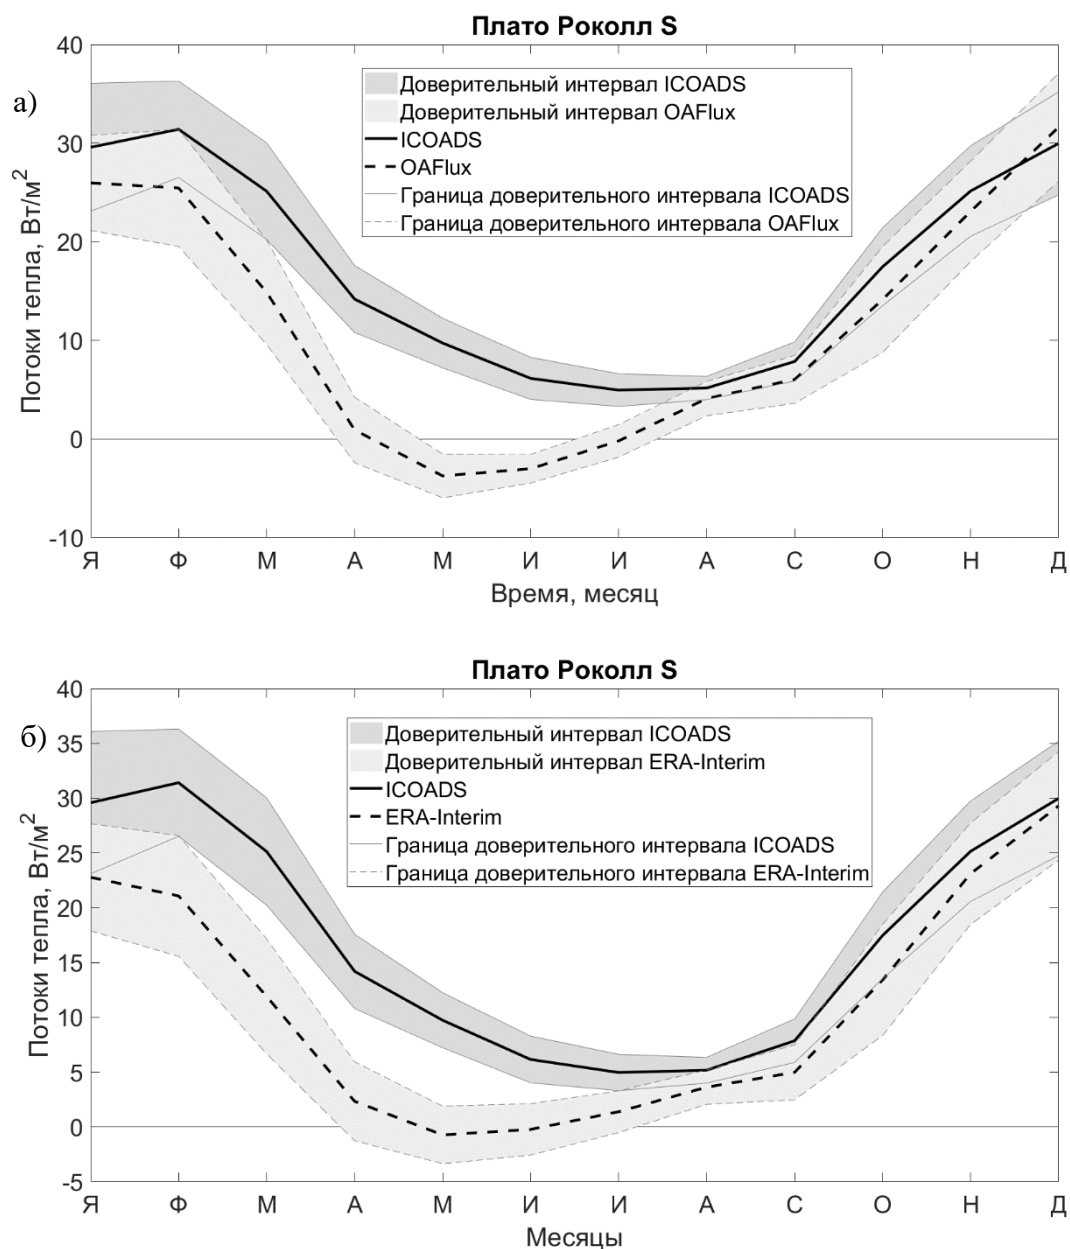 Плато Роколл S
а)
40
30
20
10
0
-10
Потоки тепла, Вт/м²
Доверительный интервал ICOADS
Доверительный интервал OAFlux
ICOADS
OAFlux
Граница доверительного интервала ICOADS
Граница доверительного интервала OAFlux
Я Ф М А М И И А С О Н Д
Время, месяц
Плато Роколл S
б)
40
35
30
25
20
15
10
5
0
-5
Потоки тепла, Вт/м²
Доверительный интервал ICOADS
Доверительный интервал ERA-Interim
ICOADS
ERA-Interim
Граница доверительного интервала ICOADS
Граница доверительного интервала ERA-Interim
Я Ф М А М И И А С О Н Д
Месяцы